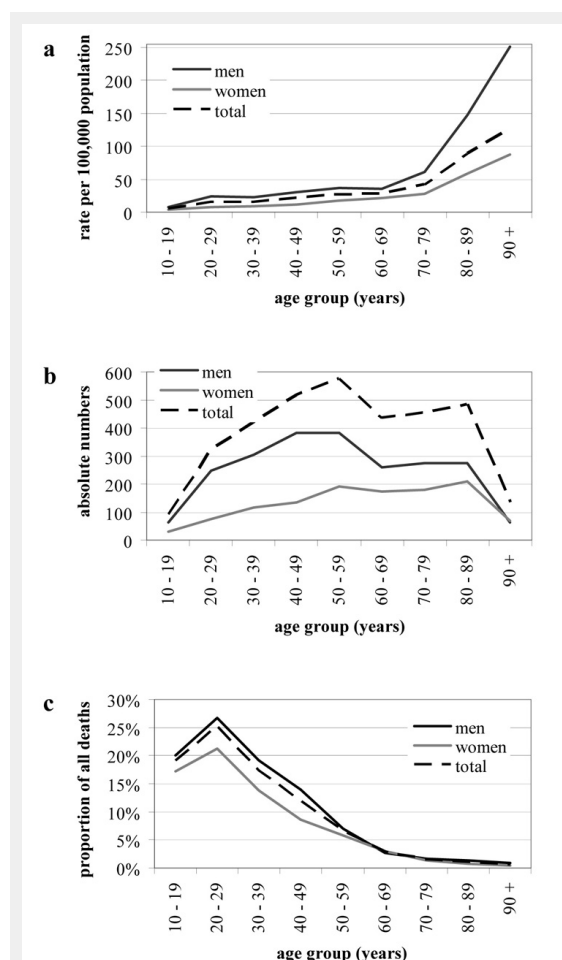 a
rate per 100,000 population
250
200
150
100
50
0
men
women
total
10 - 19
20 - 29
30 - 39
40 - 49
50 - 59
60 - 69
70 - 79
80 - 89
90 +
age group (years)
b
absolute numbers
600
500
400
300
200
100
0
men
women
total
10 - 19
20 - 29
30 - 39
40 - 49
50 - 59
60 - 69
70 - 79
80 - 89
90 +
age group (years)
c
proportion of all deaths
30%
25%
20%
15%
10%
5%
0%
men
women
total
10 - 19
20 - 29
30 - 39
40 - 49
50 - 59
60 - 69
70 - 79
80 - 89
90 +
age group (years)